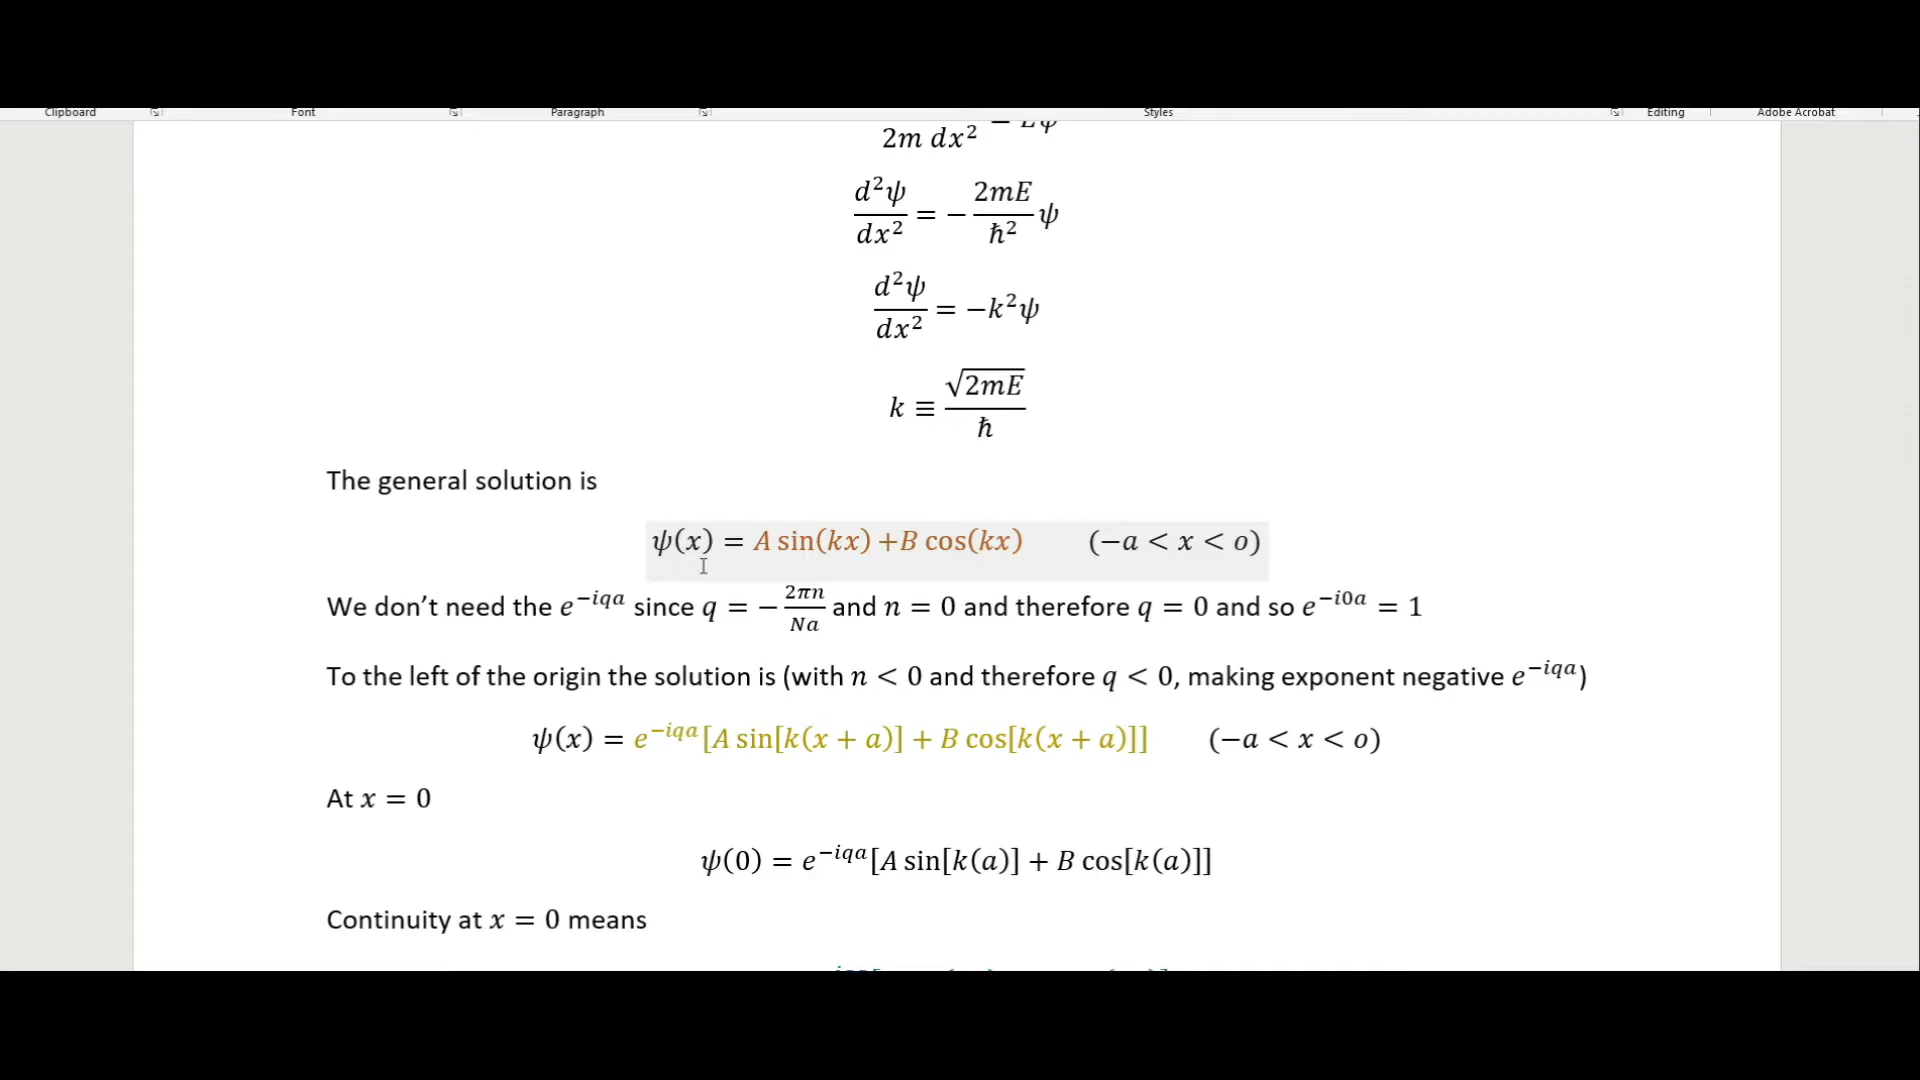 Clipboard Font Paragraph Styles Editing Adobe Acrobat
2m dx² = Eψ
d²ψ/dx² = −2mE/ħ² ψ
d²ψ/dx² = −k²ψ
k ≡ √2mE/ħ
The general solution is
ψ(x) = A sin(kx) +B cos(kx) (−a < x < o)
We don’t need the e^{−iqa} since q = −2πn/Na and n = 0 and therefore q = 0 and so e^{−i0a} = 1
To the left of the origin the solution is (with n < 0 and therefore q < 0, making exponent negative e^{−iqa})
ψ(x) = e^{−iqa}[A sin[k(x + a)] + B cos[k(x + a)]] (−a < x < o)
At x = 0
ψ(0) = e^{−iqa}[A sin[k(a)] + B cos[k(a)]]
Continuity at x = 0 means